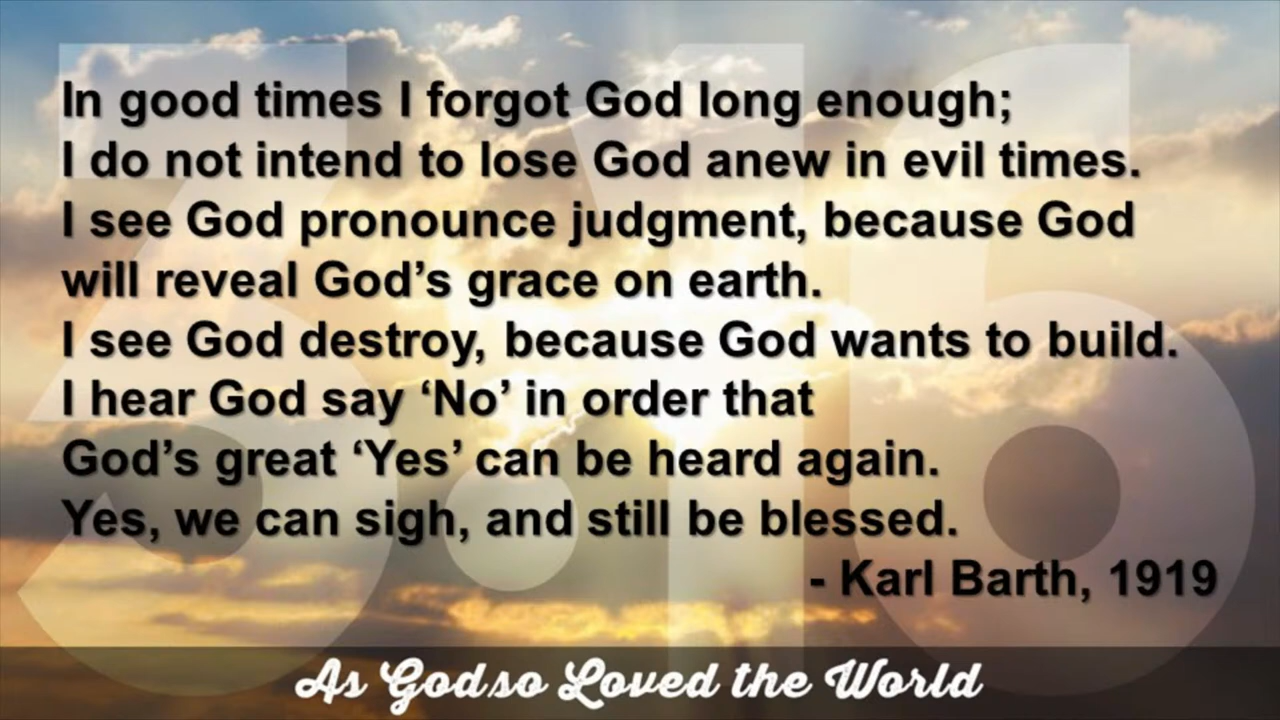 3:16
In good times I forgot God long enough;
I do not intend to lose God anew in evil times.
I see God pronounce judgment, because God
will reveal God’s grace on earth.
I see God destroy, because God wants to build.
I hear God say ‘No’ in order that
God’s great ‘Yes’ can be heard again.
Yes, we can sigh, and still be blessed.
- Karl Barth, 1919
As God so Loved the World